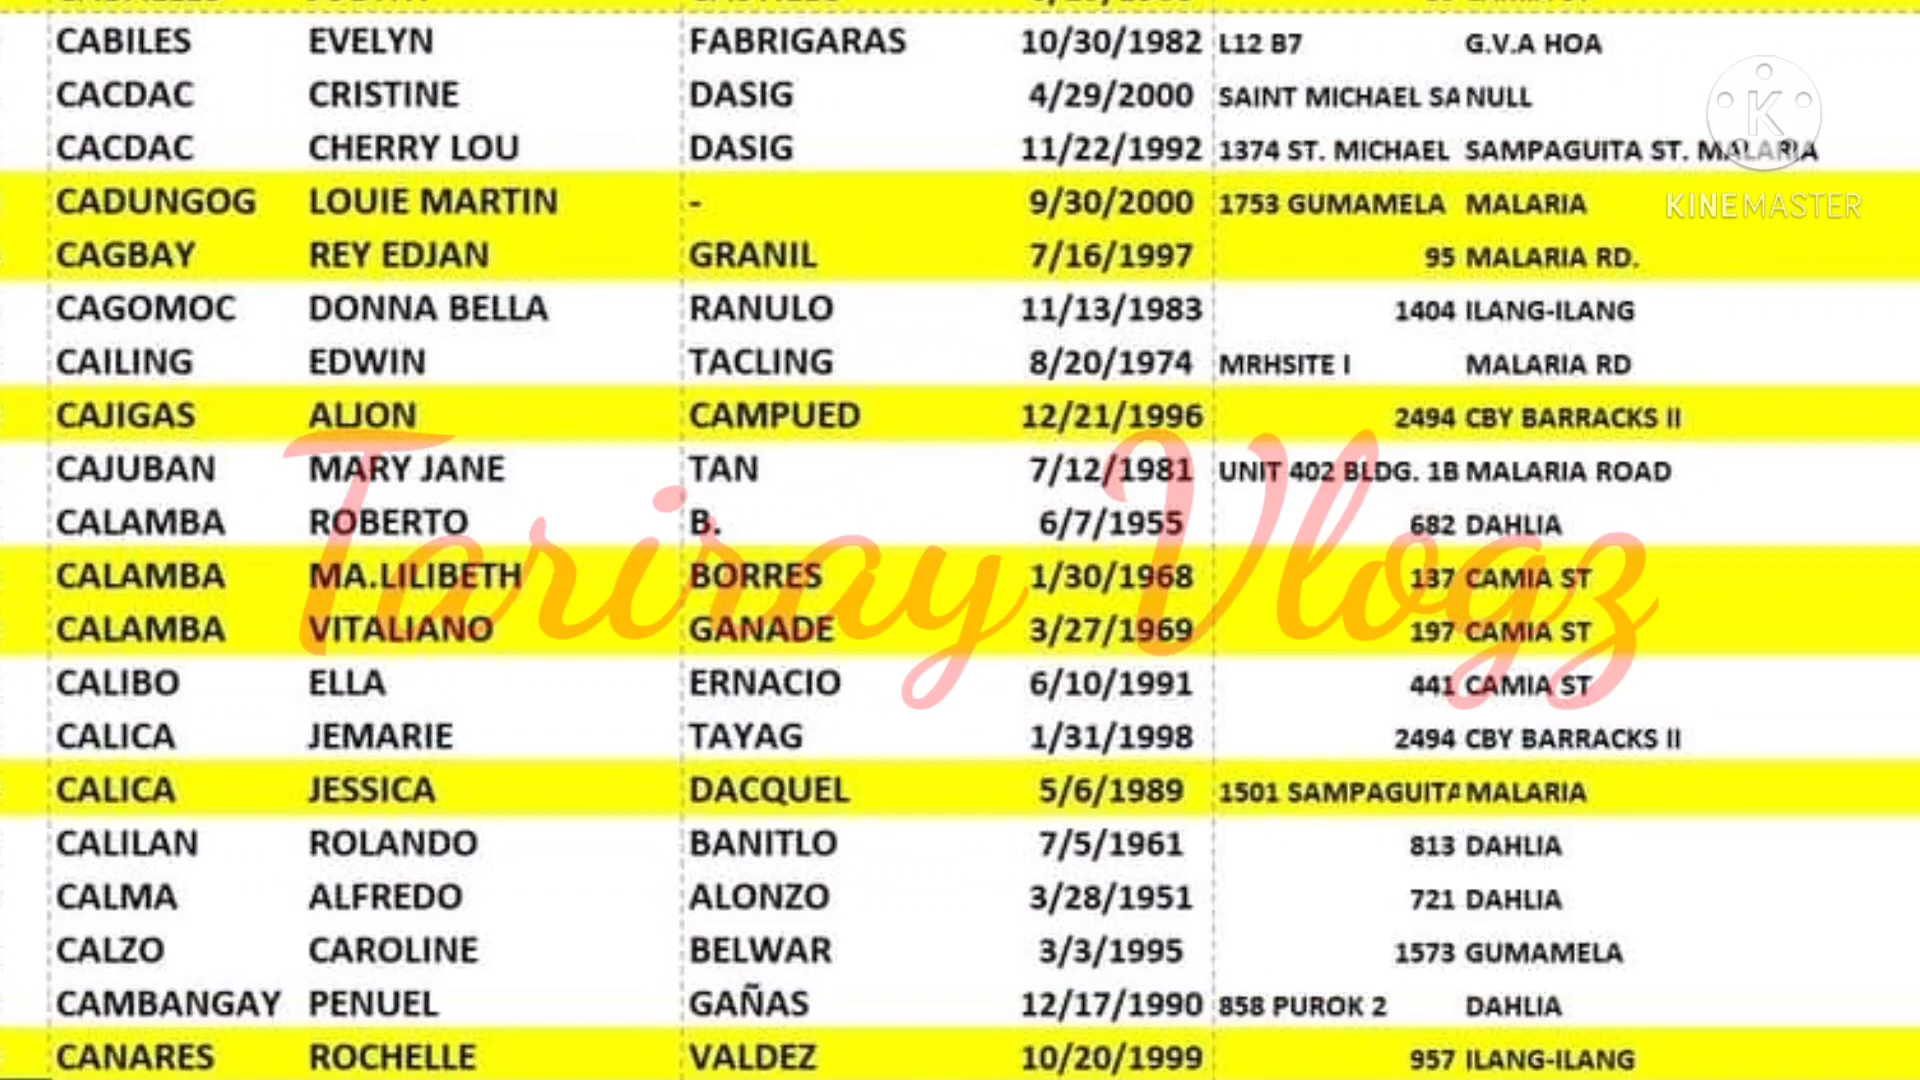 CABILES EVELYN FABRIGARAS 10/30/1982 L12 B7 G.V.A HOA
CACDAC CRISTINE DASIG 4/29/2000 SAINT MICHAEL SA NULL
CACDAC CHERRY LOU DASIG 11/22/1992 1374 ST. MICHAEL SAMPAGUITA ST. MALARIA
K
CADUNGOG LOUIE MARTIN - 9/30/2000 1753 GUMAMELA MALARIA
KINEMASTER
CAGBAY REY EDJAN GRANIL 7/16/1997 95 MALARIA RD.
CAGOMOC DONNA BELLA RANULO 11/13/1983 1404 ILANG-ILANG
CAILING EDWIN TACLING 8/20/1974 MRHSITE I MALARIA RD
CAJIGAS ALJON CAMPUED 12/21/1996 2494 CBY BARRACKS II
CAJUBAN MARY JANE TAN 7/12/1981 UNIT 402 BLDG. 1B MALARIA ROAD
CALAMBA ROBERTO B. 6/7/1955 682 DAHLIA
Tariray Vlogz
CALAMBA MA.LILIBETH BORRES 1/30/1968 137 CAMIA ST
CALAMBA VITALIANO GANADE 3/27/1969 197 CAMIA ST
CALIBO ELLA ERNACIO 6/10/1991 441 CAMIA ST
CALICA JEMARIE TAYAG 1/31/1998 2494 CBY BARRACKS II
CALICA JESSICA DACQUEL 5/6/1989 1501 SAMPAGUITA MALARIA
CALILAN ROLANDO BANITLO 7/5/1961 813 DAHLIA
CALMA ALFREDO ALONZO 3/28/1951 721 DAHLIA
CALZO CAROLINE BELWAR 3/3/1995 1573 GUMAMELA
CAMBANGAY PENUEL GAÑAS 12/17/1990 858 PUROK 2 DAHLIA
CANARES ROCHELLE VALDEZ 10/20/1999 957 ILANG-ILANG